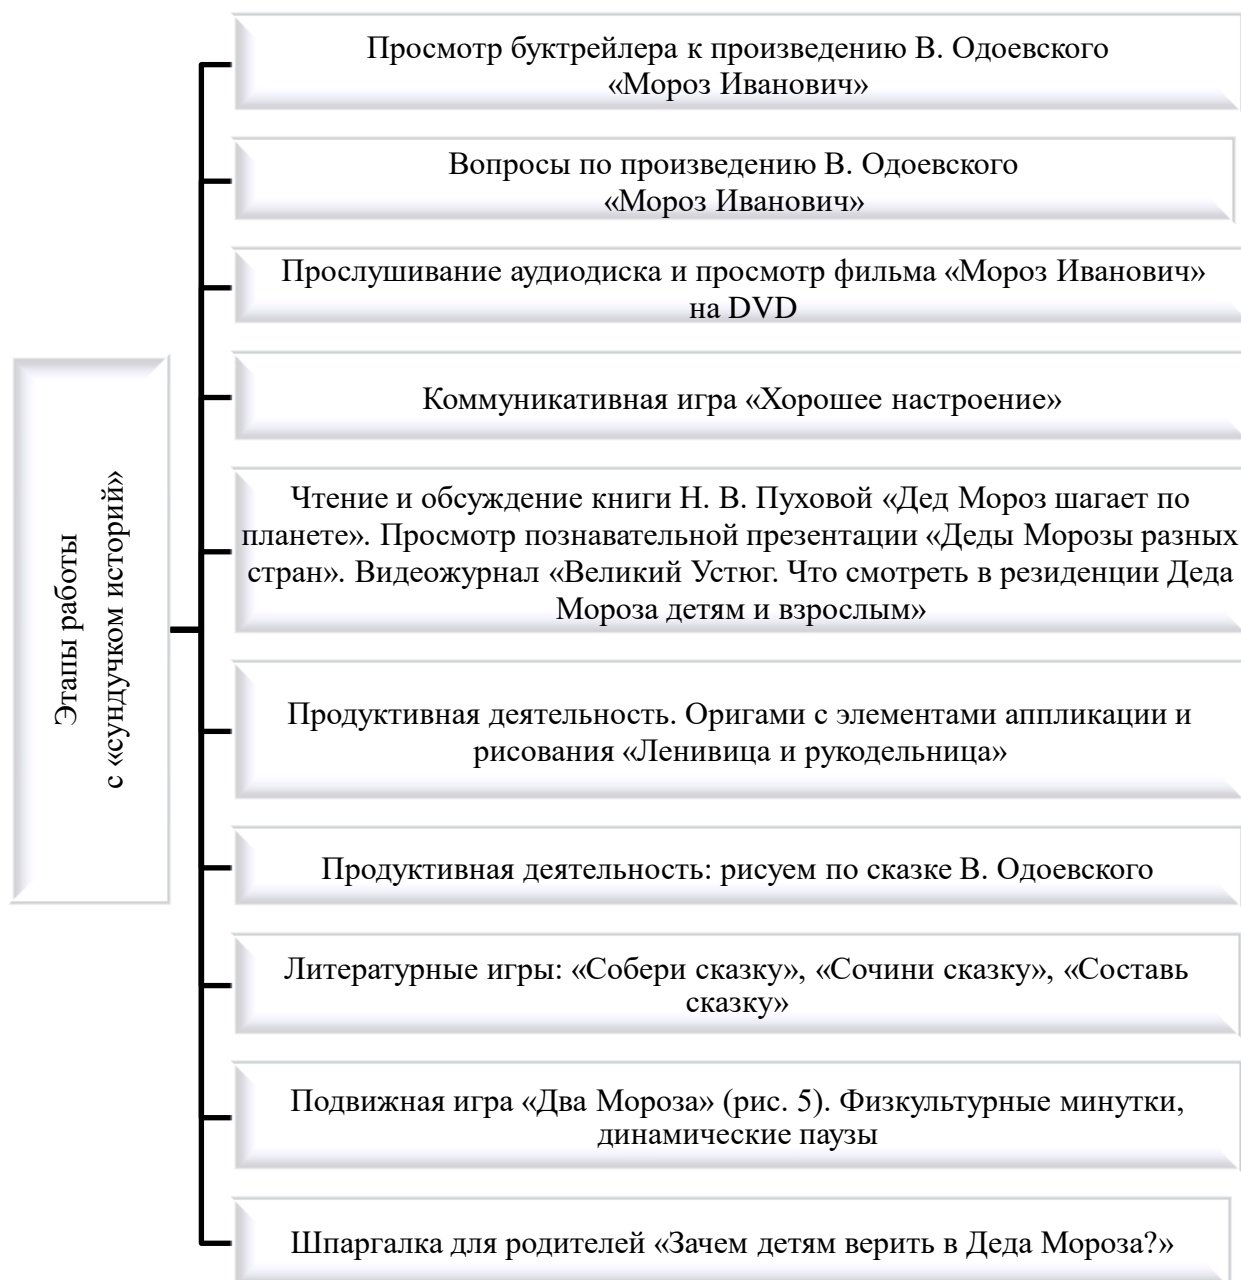 Этапы работы
с «сундучком историй»
Просмотр буктрейлера к произведению В. Одоевского
«Мороз Иванович»
Вопросы по произведению В. Одоевского
«Мороз Иванович»
Прослушивание аудиодиска и просмотр фильма «Мороз Иванович»
на DVD
Коммуникативная игра «Хорошее настроение»
Чтение и обсуждение книги Н. В. Пуховой «Дед Мороз шагает по
планете». Просмотр познавательной презентации «Деды Морозы разных
стран». Видеожурнал «Великий Устюг. Что смотреть в резиденции Деда
Мороза детям и взрослым»
Продуктивная деятельность. Оригами с элементами аппликации и
рисования «Ленивица и рукодельница»
Продуктивная деятельность: рисуем по сказке В. Одоевского
Литературные игры: «Собери сказку», «Сочини сказку», «Составь
сказку»
Подвижная игра «Два Мороза» (рис. 5). Физкультурные минутки,
динамические паузы
Шпаргалка для родителей «Зачем детям верить в Деда Мороза?»